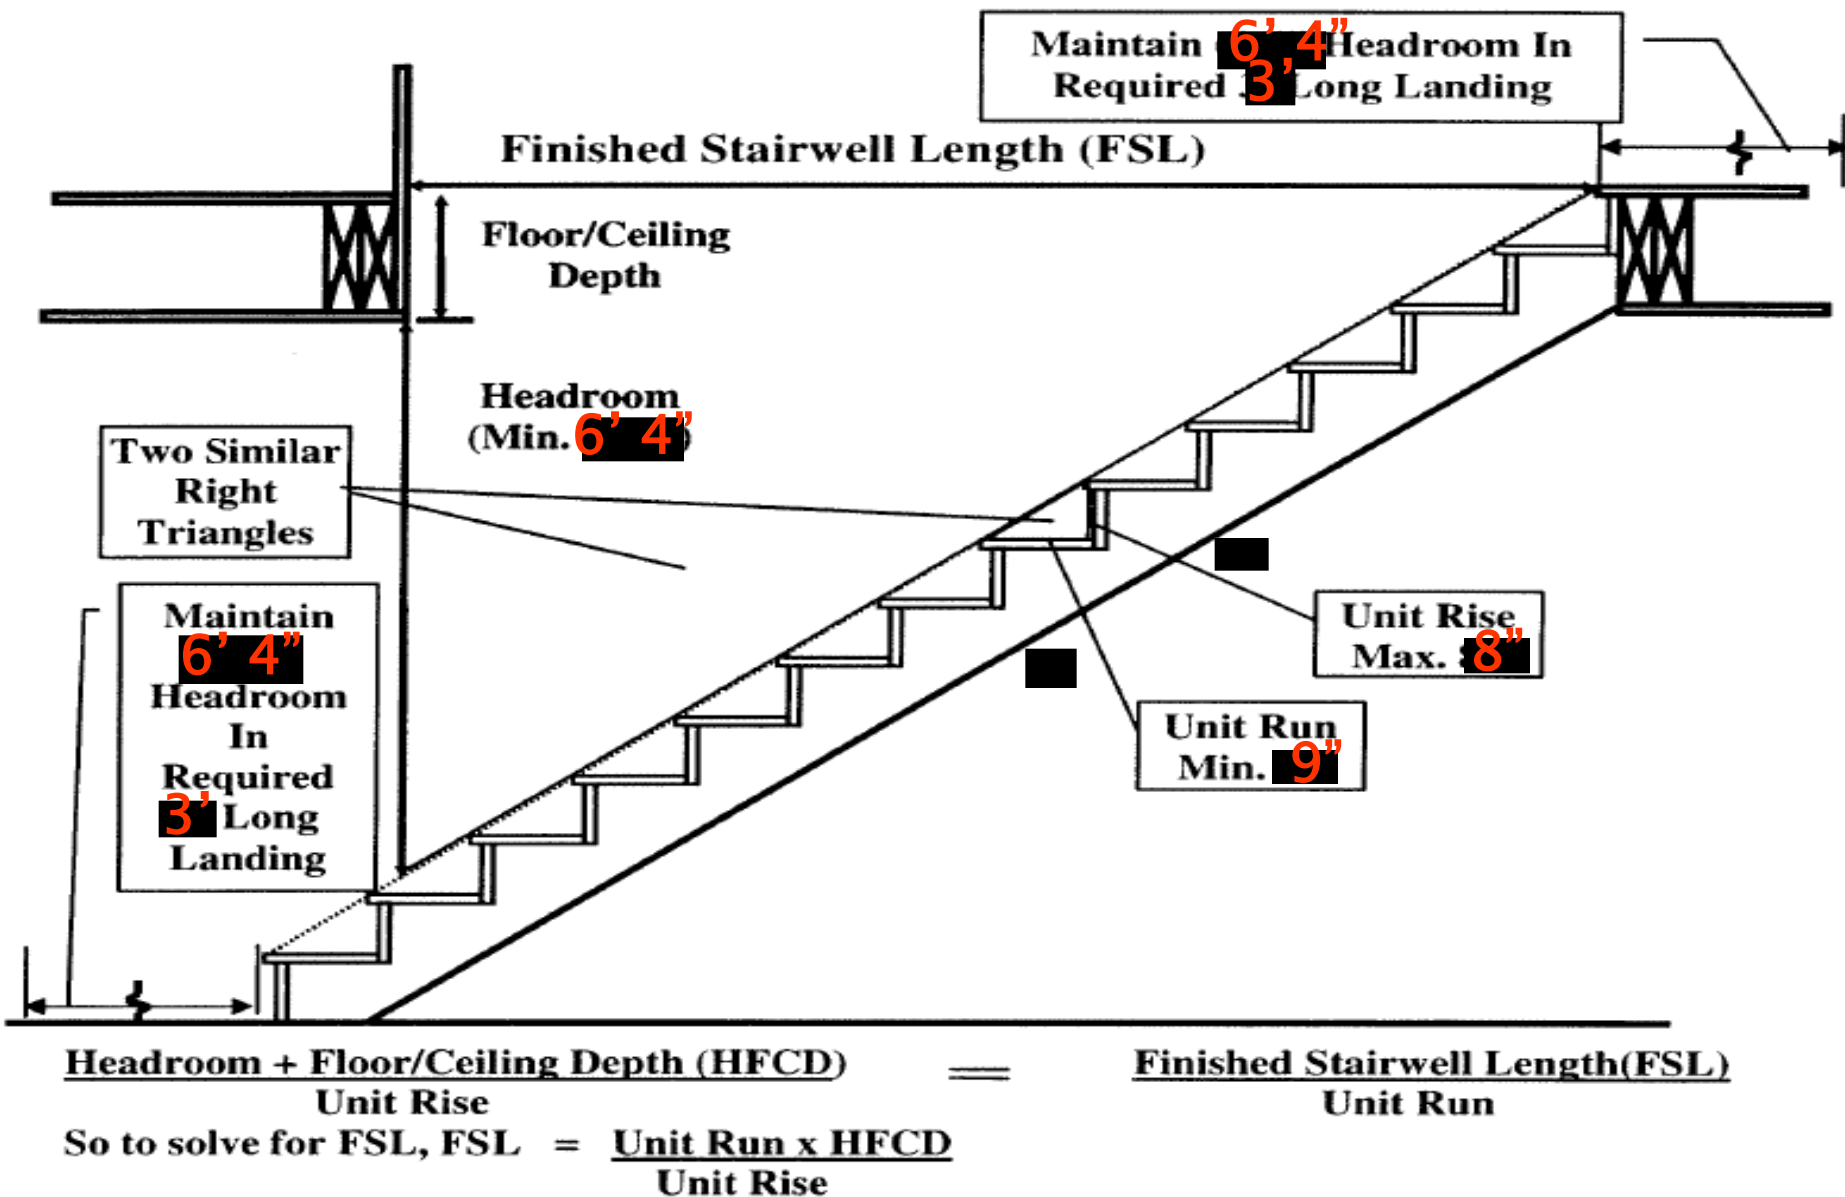 Maintain 6’ 4” Headroom In
Required 3’ Long Landing
Finished Stairwell Length (FSL)
Floor/Ceiling
Depth
Headroom
(Min. 6’ 4”)
Two Similar
Right
Triangles
Maintain
6’ 4”
Headroom
In
Required
3’ Long
Landing
Unit Rise
Max. 8”
Unit Run
Min. 9”
Headroom + Floor/Ceiling Depth (HFCD) = Finished Stairwell Length(FSL)
Unit Rise Unit Run
So to solve for FSL, FSL = Unit Run x HFCD
Unit Rise